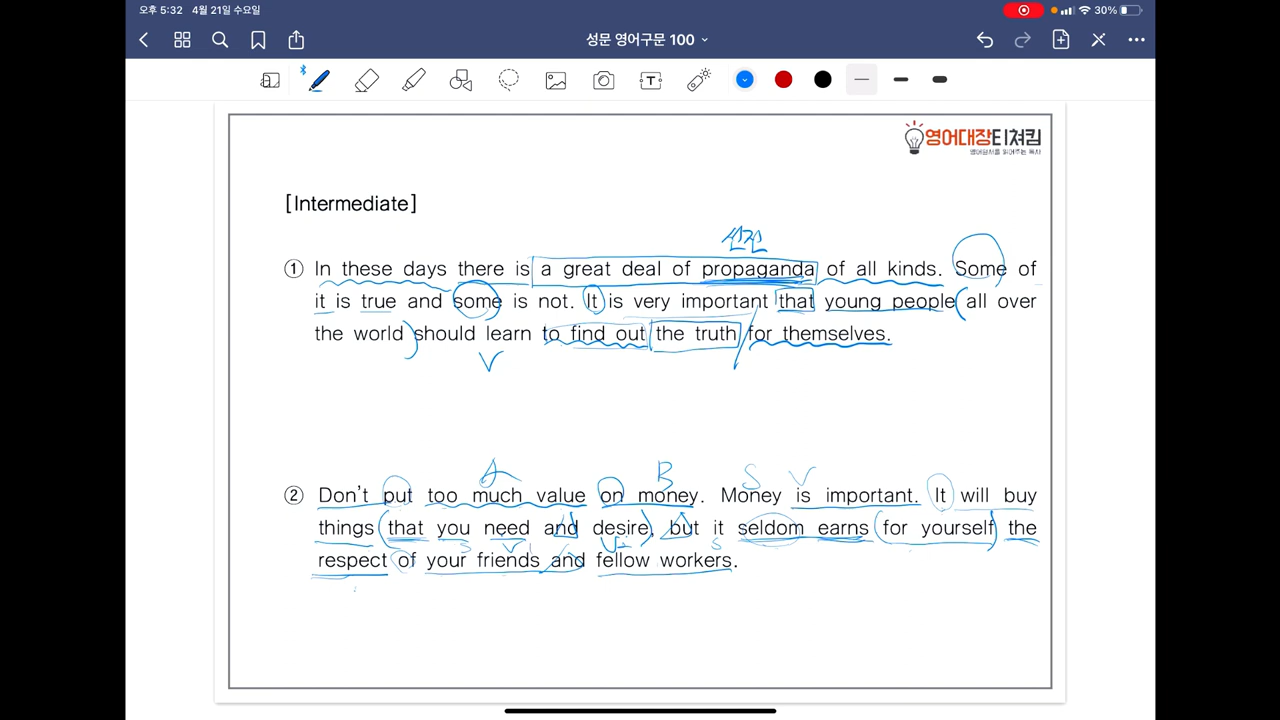 오후 5:32 4월 21일 수요일
30%
성문 영어구문 100
영어대장티쳐킴
[Intermediate]
선전
① In these days there is a great deal of propaganda of all kinds. Some of
it is true and some is not. It is very important that young people all over
the world should learn to find out the truth for themselves.
V
A B S V
② Don't put too much value on money. Money is important. It will buy
things that you need and desire, but it seldom earns for yourself the
S V1 V2 S
respect of your friends and fellow workers.